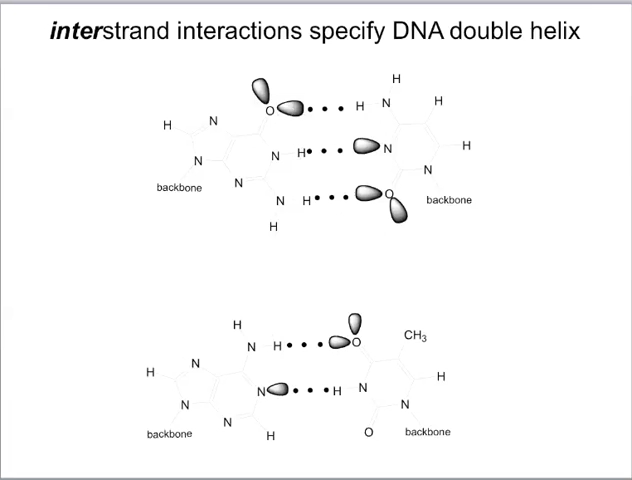 interstrand interactions specify DNA double helix
H
O H N H
H N
N H N H
N
N N
backbone
N H O backbone
H
H CH₃
N H O
H N H
N H N
N N
N
backbone H O backbone